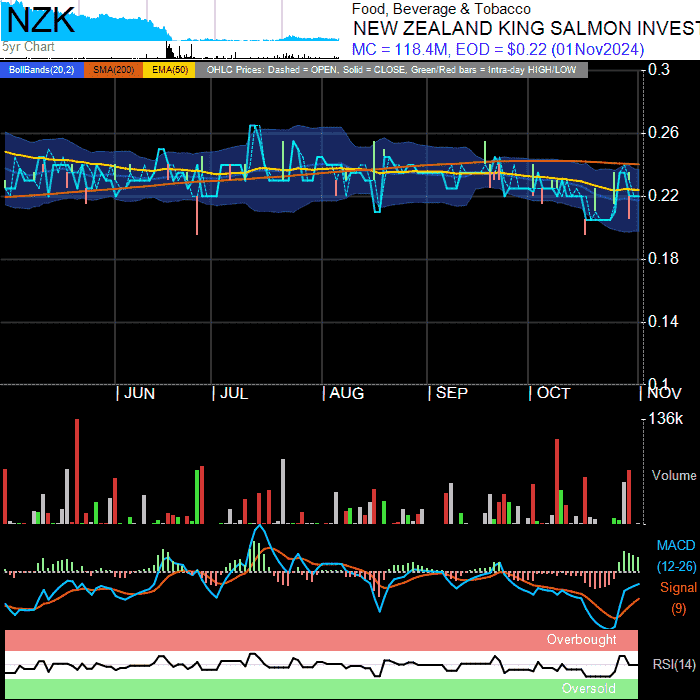 NZK
5yr Chart
Food, Beverage & Tobacco
NEW ZEALAND KING SALMON INVEST
MC = 118.4M, EOD = $0.22 (01Nov2024)
BollBands(20,2) SMA(200) EMA(50) OHLC Prices: Dashed = OPEN, Solid = CLOSE, Green/Red bars = Intra-day HIGH/LOW
0.3
0.26
0.22
0.18
0.14
0.1
JUN JUL AUG SEP OCT NOV
136k
Volume
MACD
(12-26)
Signal
(9)
Overbought
RSI(14)
Oversold